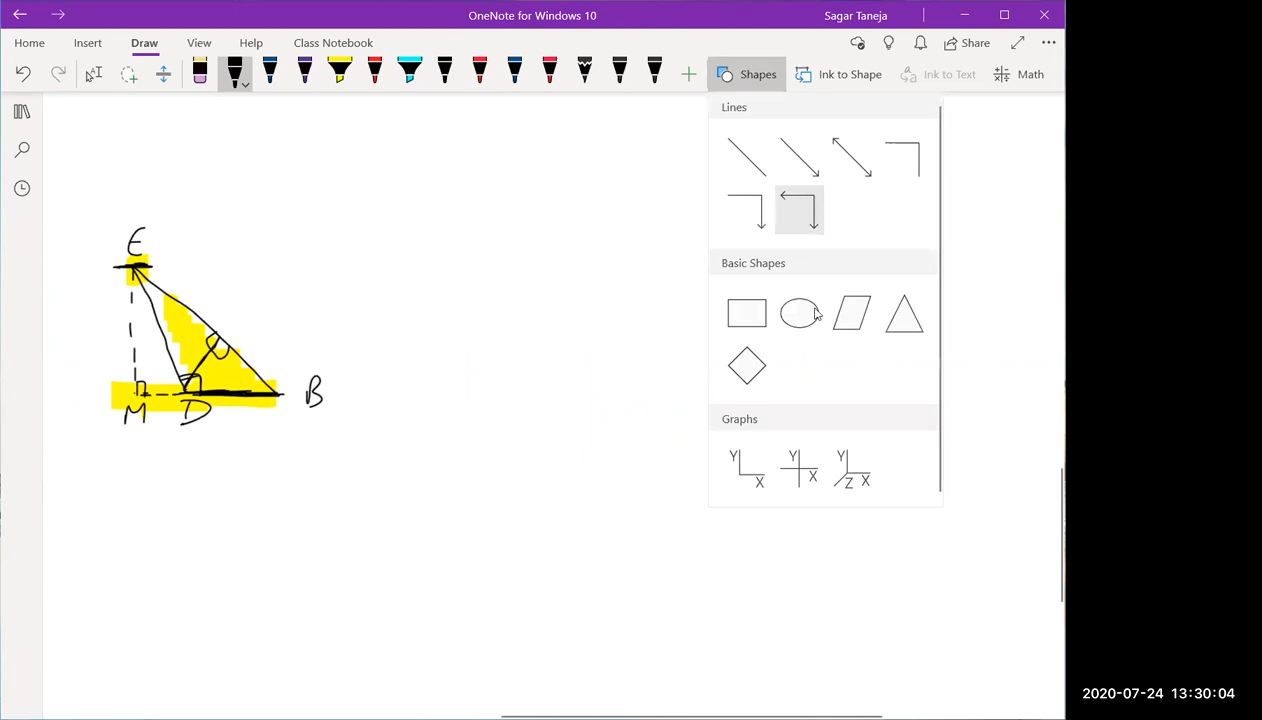 OneNote for Windows 10
Sagar Taneja
Home Insert Draw View Help Class Notebook
Share
Shapes
Ink to Shape
Ink to Text
Math
Lines
Basic Shapes
Graphs
Y X Y X Y Z X
E
B
M D
2020-07-24 13:30:04